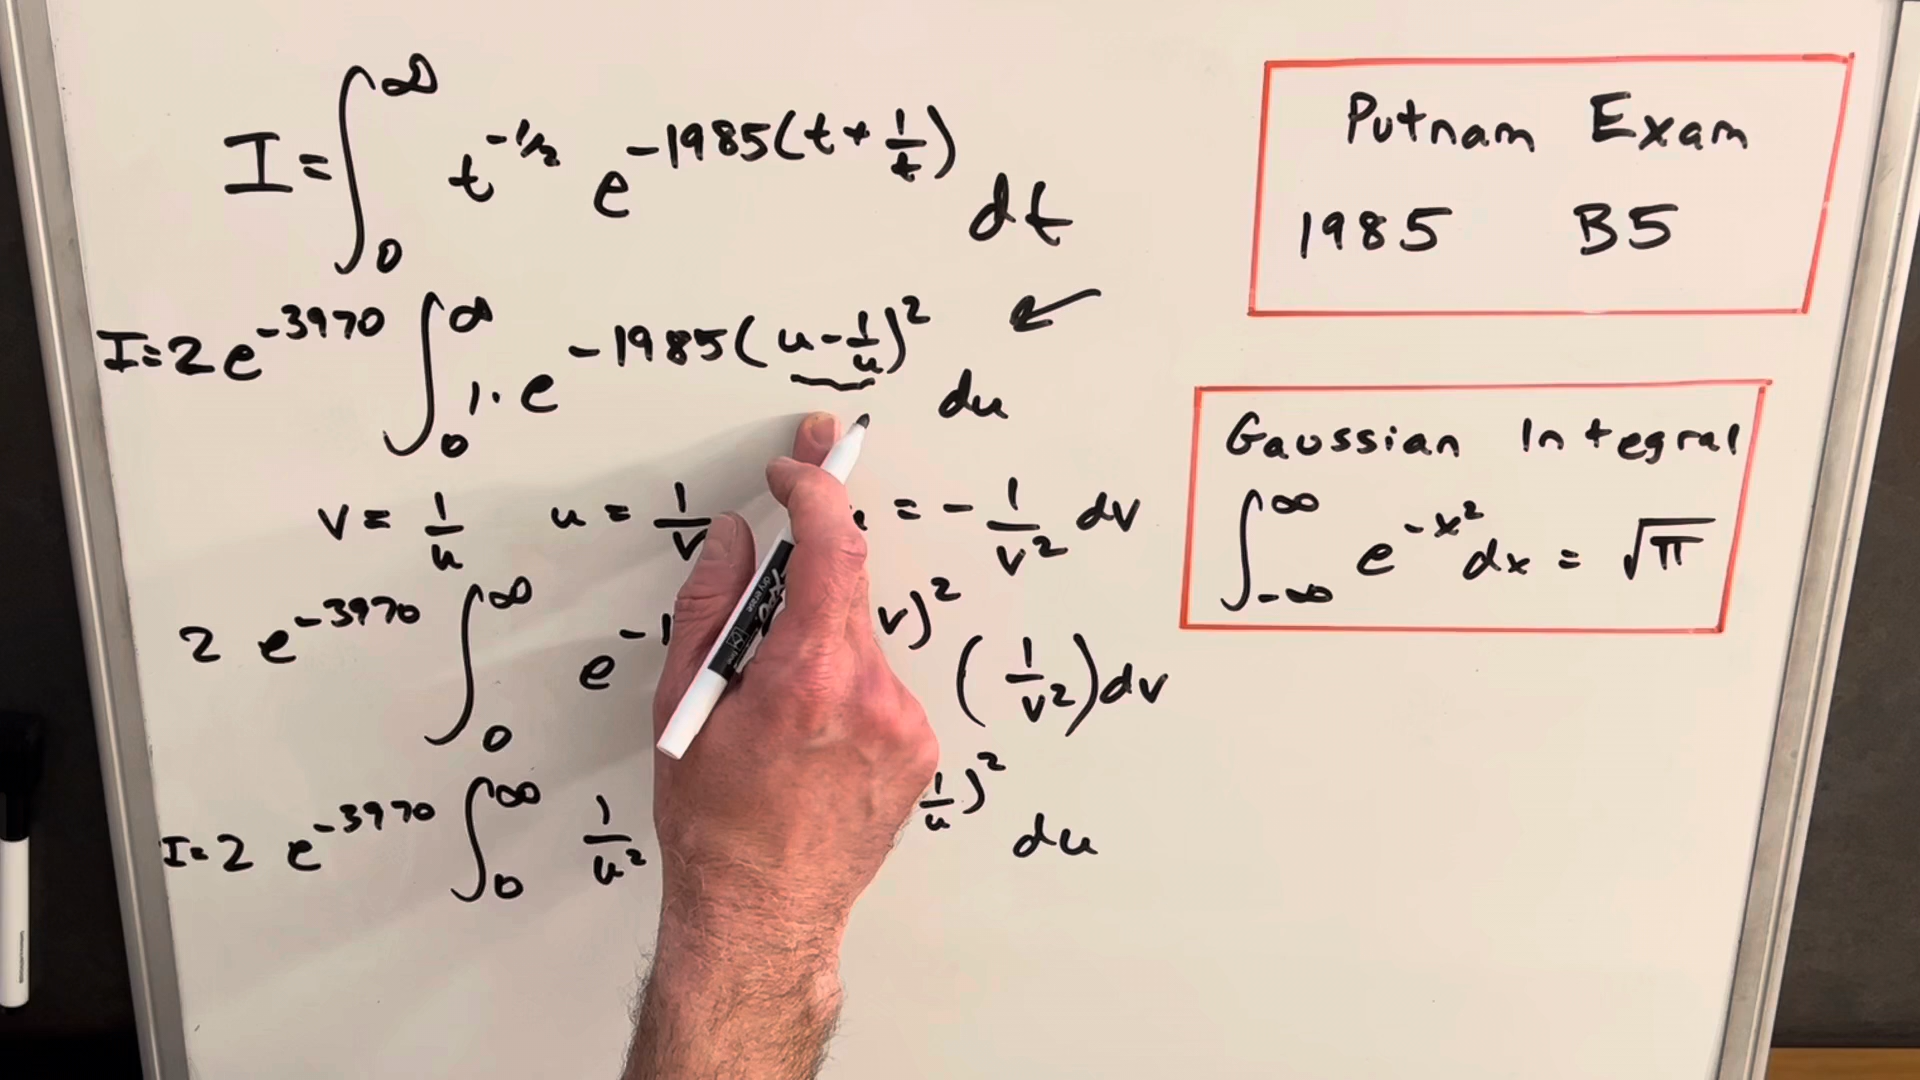 I = ∫₀^∞ t^(-1/2) e^(-1985(t + 1/t)) dt
I = 2e^(-3970) ∫₀^∞ 1 · e^(-1985(u - 1/u)²) du
v = 1/u u = 1/v = - 1/v² dv
2 e^(-3970) ∫₀^∞ e^(-1 v)² (1/v²) dv
I = 2 e^(-3970) ∫₀^∞ 1/u² 1/u)² du
Putnam Exam
1985 B5
Gaussian Integral
∫_(-∞)^∞ e^(-x²) dx = √π